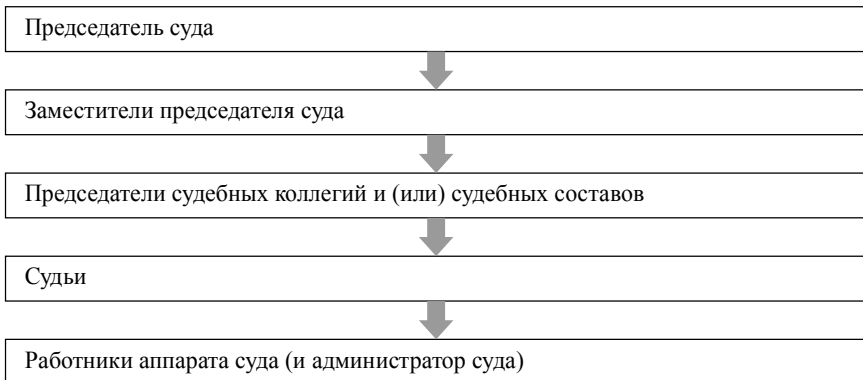 Председатель суда
Заместители председателя суда
Председатели судебных коллегий и (или) судебных составов
Судьи
Работники аппарата суда (и администратор суда)